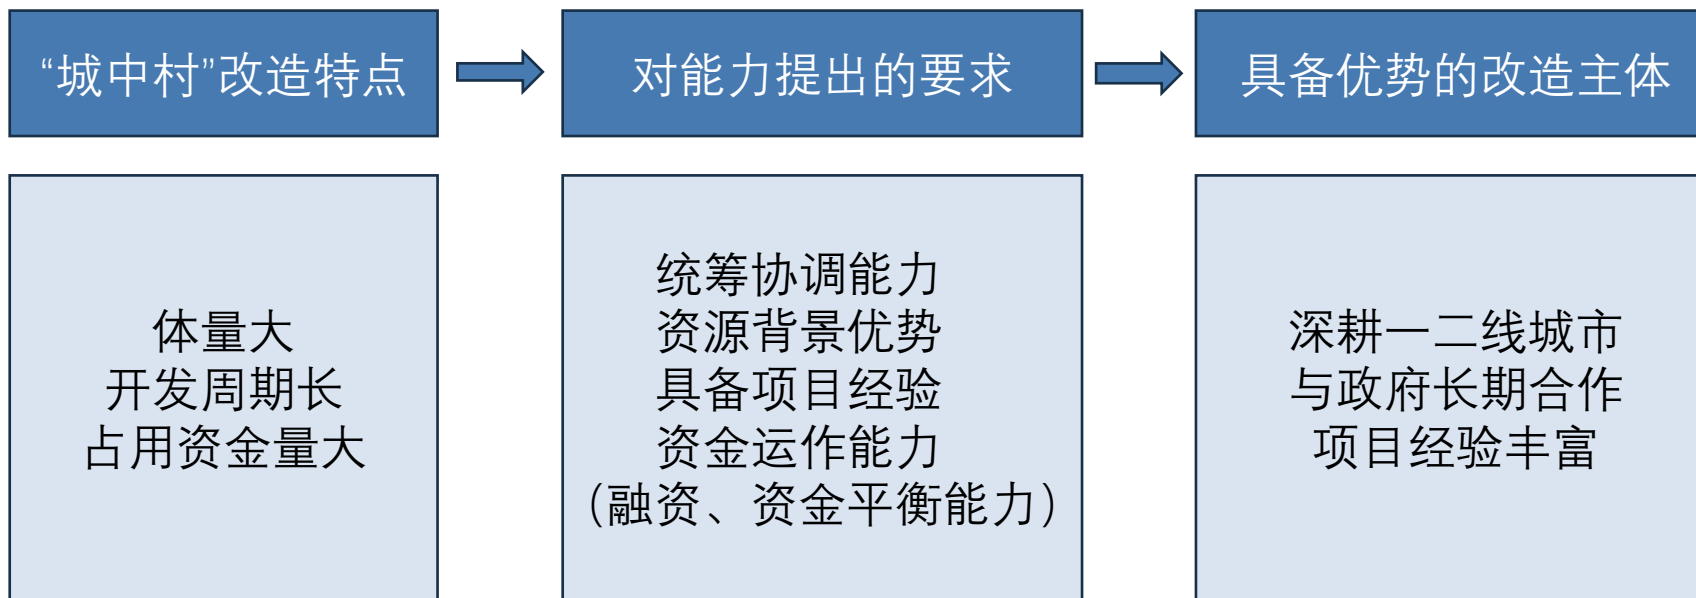 “城中村”改造特点
对能力提出的要求
具备优势的改造主体
体量大
开发周期长
占用资金量大
统筹协调能力
资源背景优势
具备项目经验
资金运作能力
（融资、资金平衡能力）
深耕一二线城市
与政府长期合作
项目经验丰富